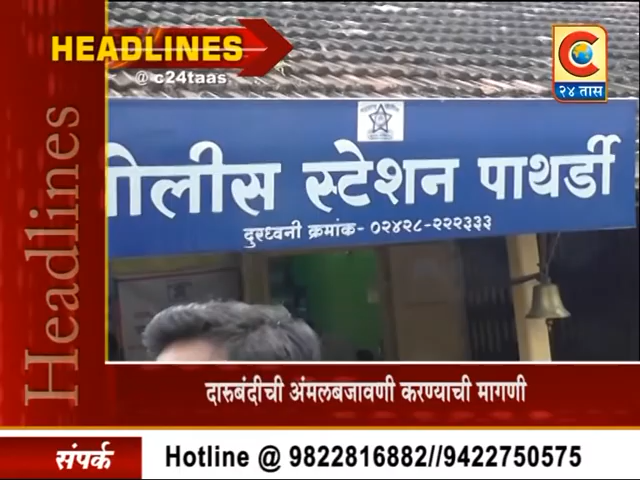 HEADLINES
@ c24taas
C
२४ तास
Headlines
पोलीस स्टेशन पाथर्डी
दुरध्वनी क्रमांक- ०२४२८-२२२३३३
दारुबंदीची अंमलबजावणी करण्याची मागणी
संपर्क
Hotline @ 9822816882//9422750575